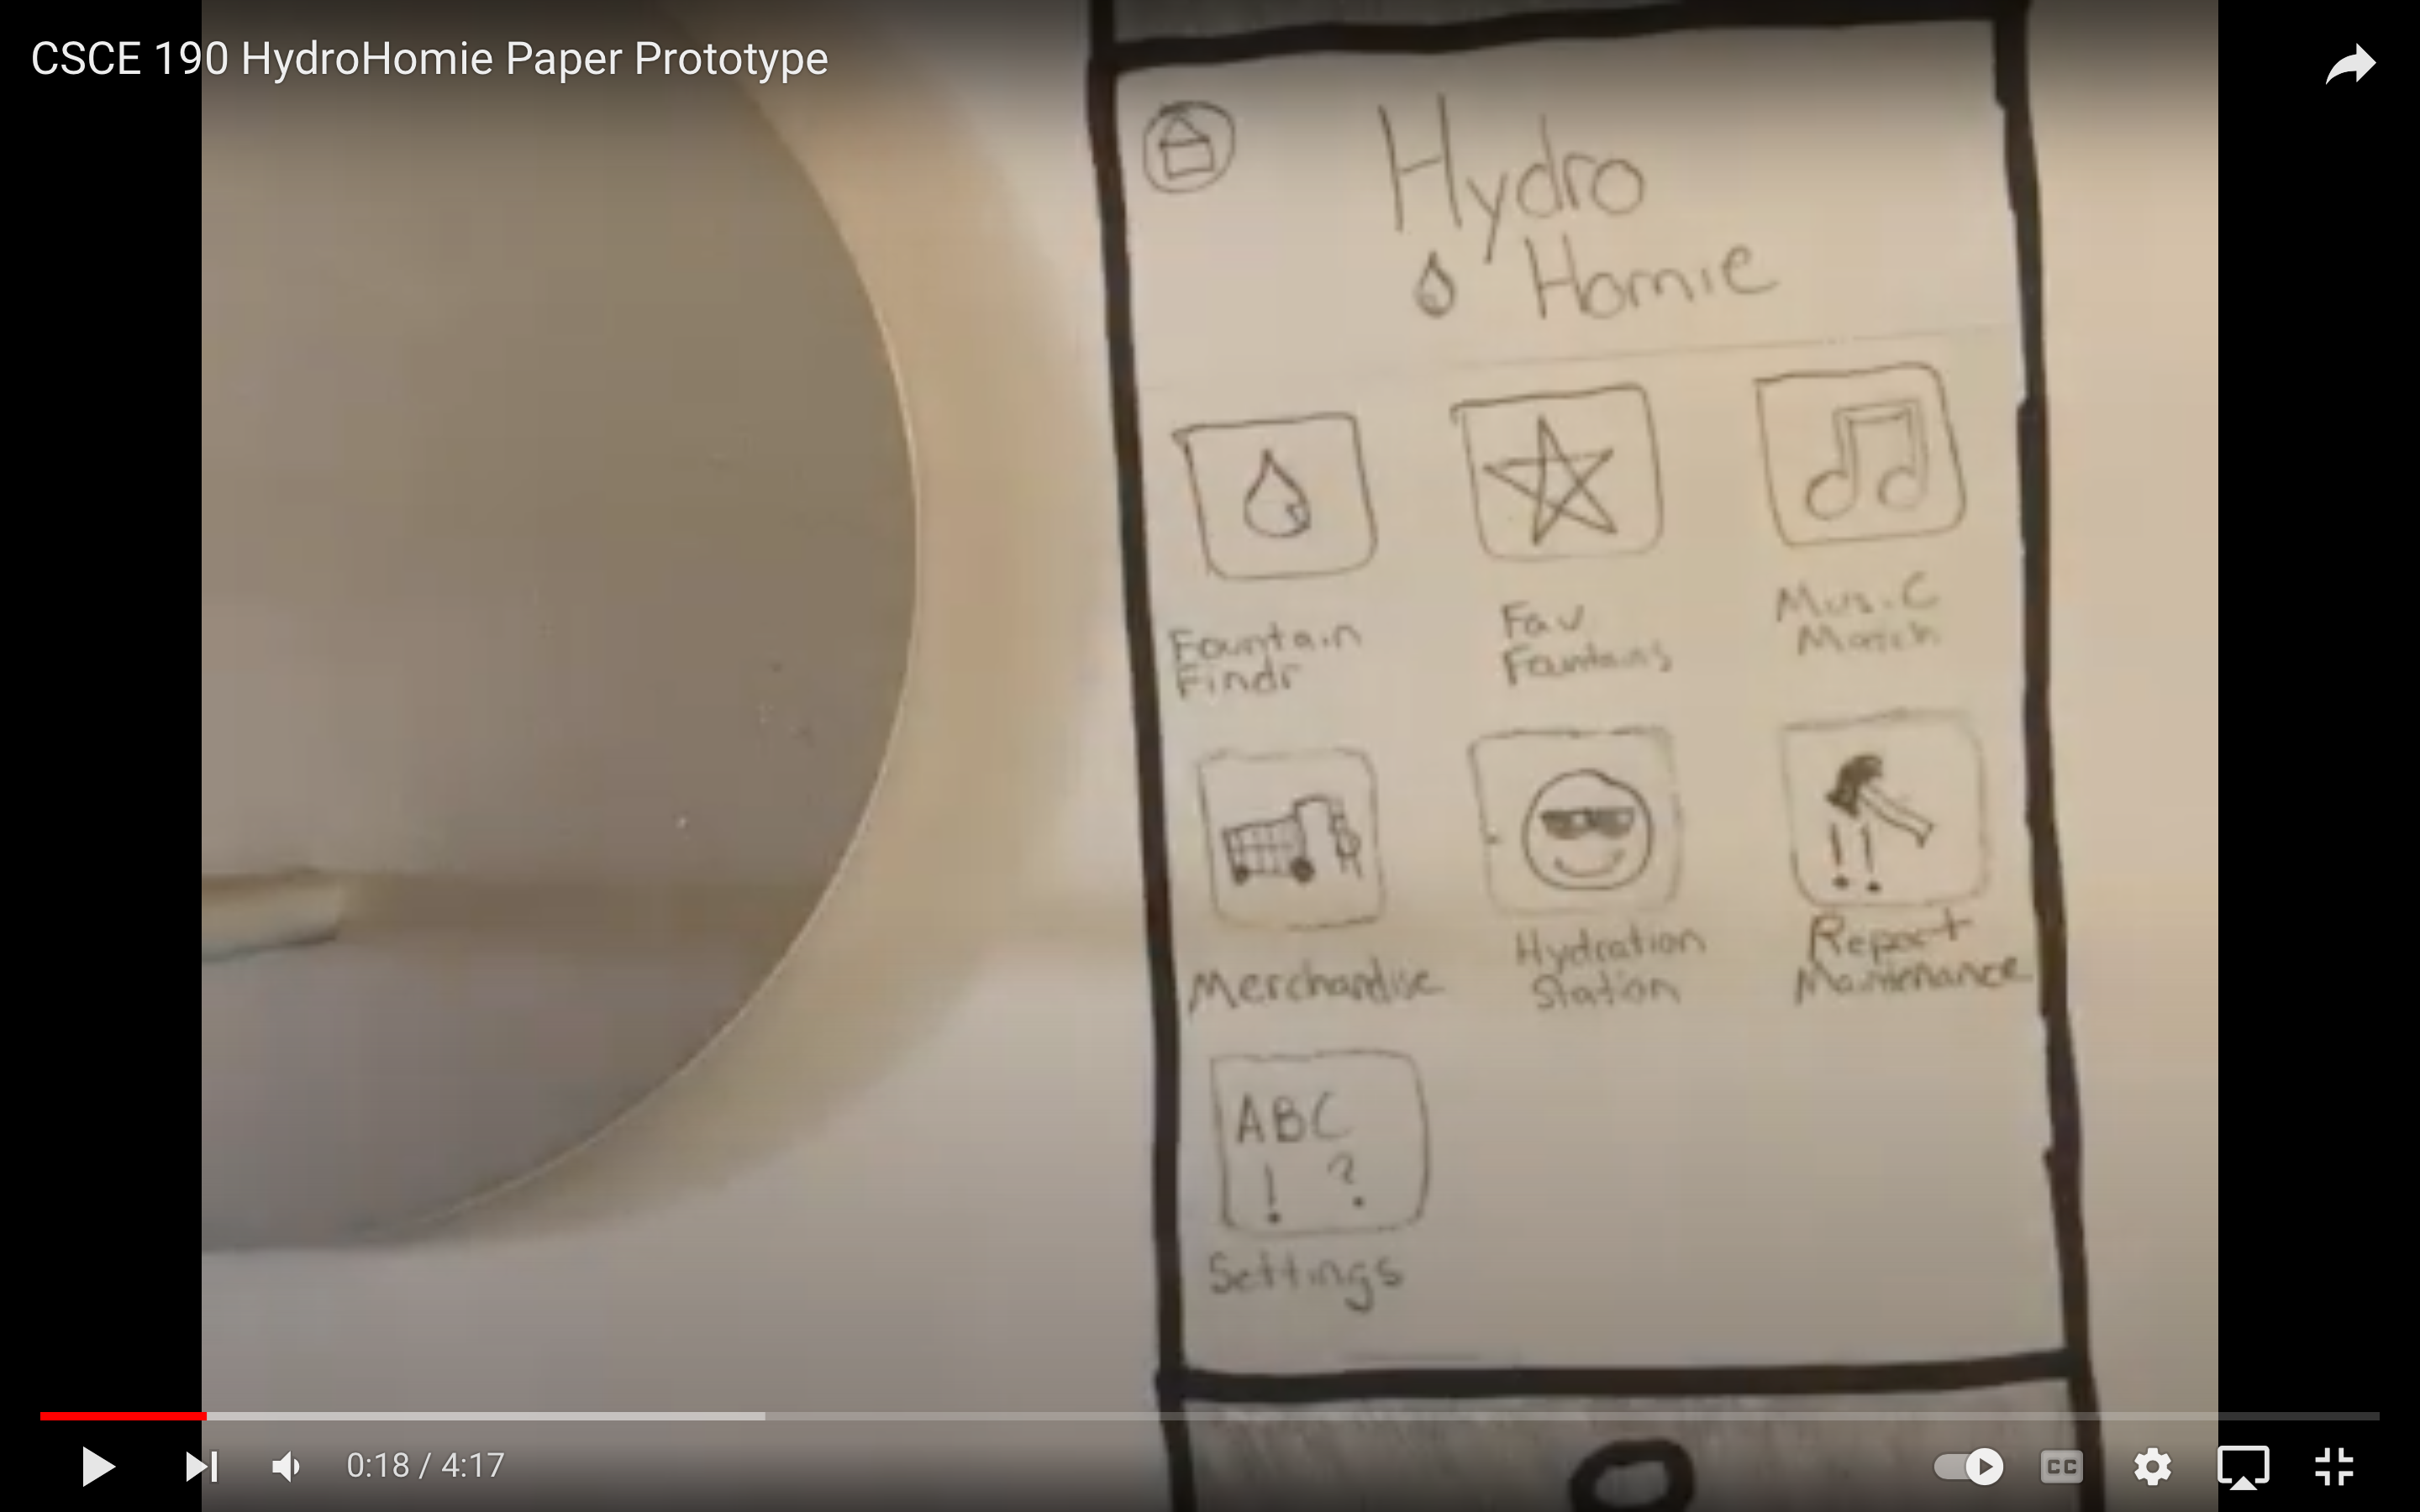 CSCE 190 HydroHomie Paper Prototype
Hydro
Homie
Fountain
Findr
Fav
Fountains
Music
Match
Merchandise
Hydration
Station
Report
Maintenance
ABC
! ?
!!
Settings
0:18 / 4:17
CC